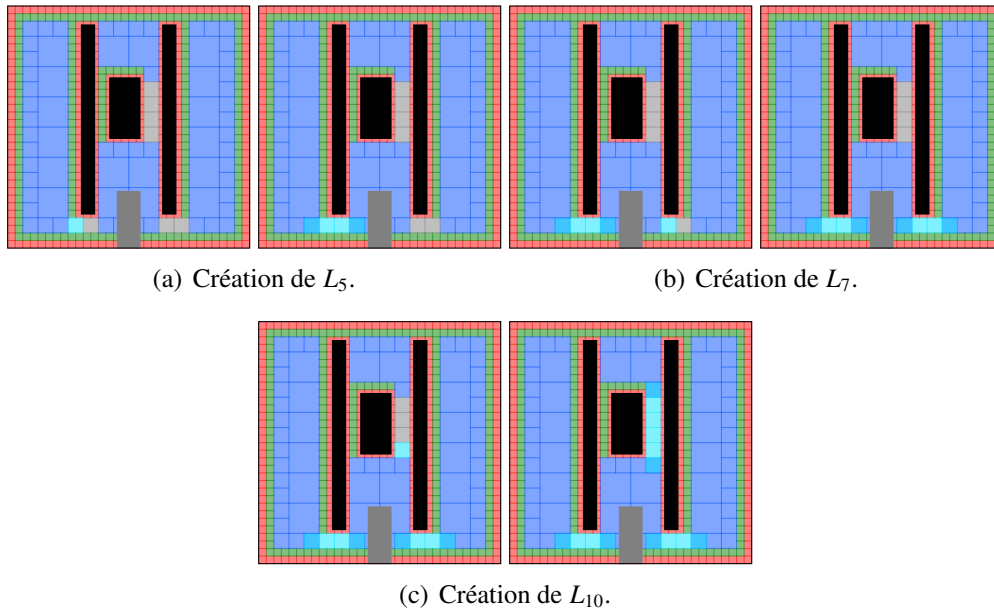 (a) Création de L5.
(b) Création de L7.
(c) Création de L10.